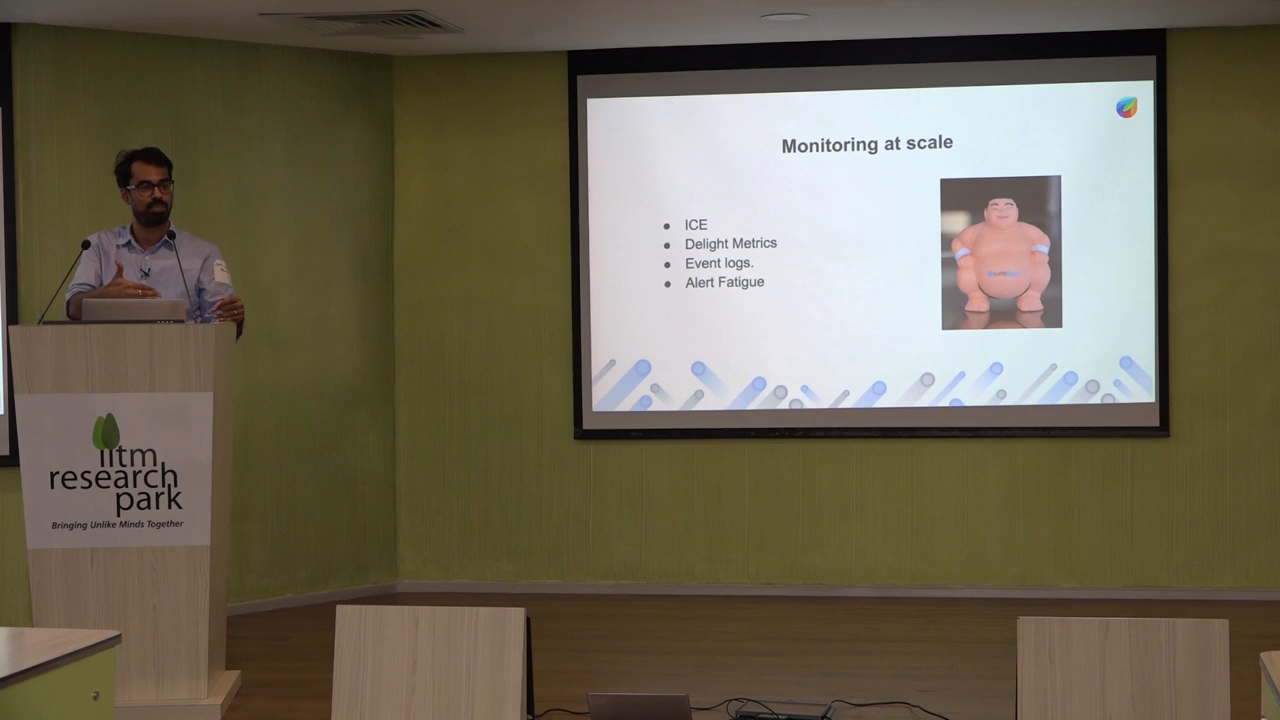 Monitoring at scale
ICE
Delight Metrics
Event logs.
Alert Fatigue
iitm
research
park
Bringing Unlike Minds Together